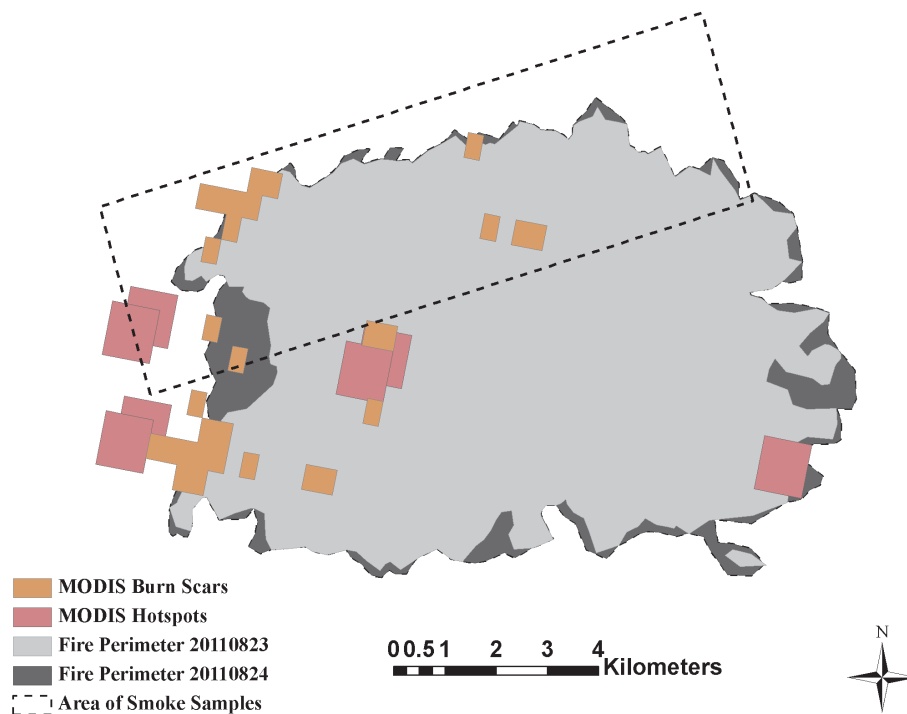 MODIS Burn Scars
MODIS Hotspots
Fire Perimeter 20110823
Fire Perimeter 20110824
Area of Smoke Samples
0 0.5 1 2 3 4
Kilometers
N